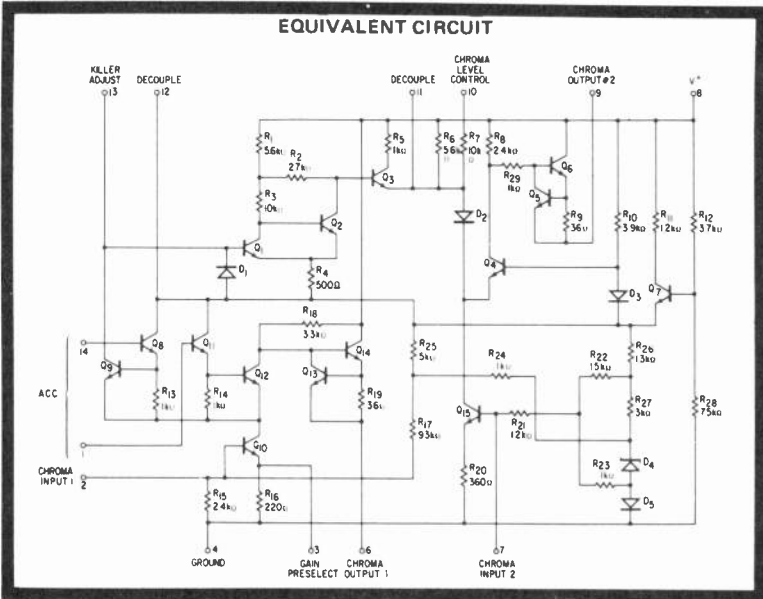 EQUIVALENT CIRCUIT
KILLER ADJUST
13
DECOUPLE
12
DECOUPLE
11
CHROMA LEVEL CONTROL
10
CHROMA OUTPUT #2
9
V+
8
R1
5.6kΩ
R2
27kΩ
R3
10kΩ
R4
500Ω
R5
1kΩ
R6
5.6k
R7
10k
R8
2.4kΩ
R29
1kΩ
Q6
Q5
R9
36Ω
R10
3.9kΩ
R11
1.2kΩ
R12
3.7kΩ
Q1
Q2
Q3
D1
D2
Q4
D3
Q7
14
Q8
Q9
Q11
R18
3.3kΩ
Q14
R13
1kΩ
R14
1kΩ
Q12
Q13
R19
36Ω
R25
5kΩ
R24
1kΩ
R22
15kΩ
R26
1.3kΩ
R27
3kΩ
R28
7.5kΩ
ACC
1
CHROMA INPUT 1
2
Q10
R17
9.3kΩ
Q15
R21
1.2kΩ
R20
360Ω
R23
1kΩ
D4
D5
R15
2.4kΩ
R16
220Ω
4
GROUND
3
GAIN PRESELECT
6
CHROMA OUTPUT 1
7
CHROMA INPUT 2